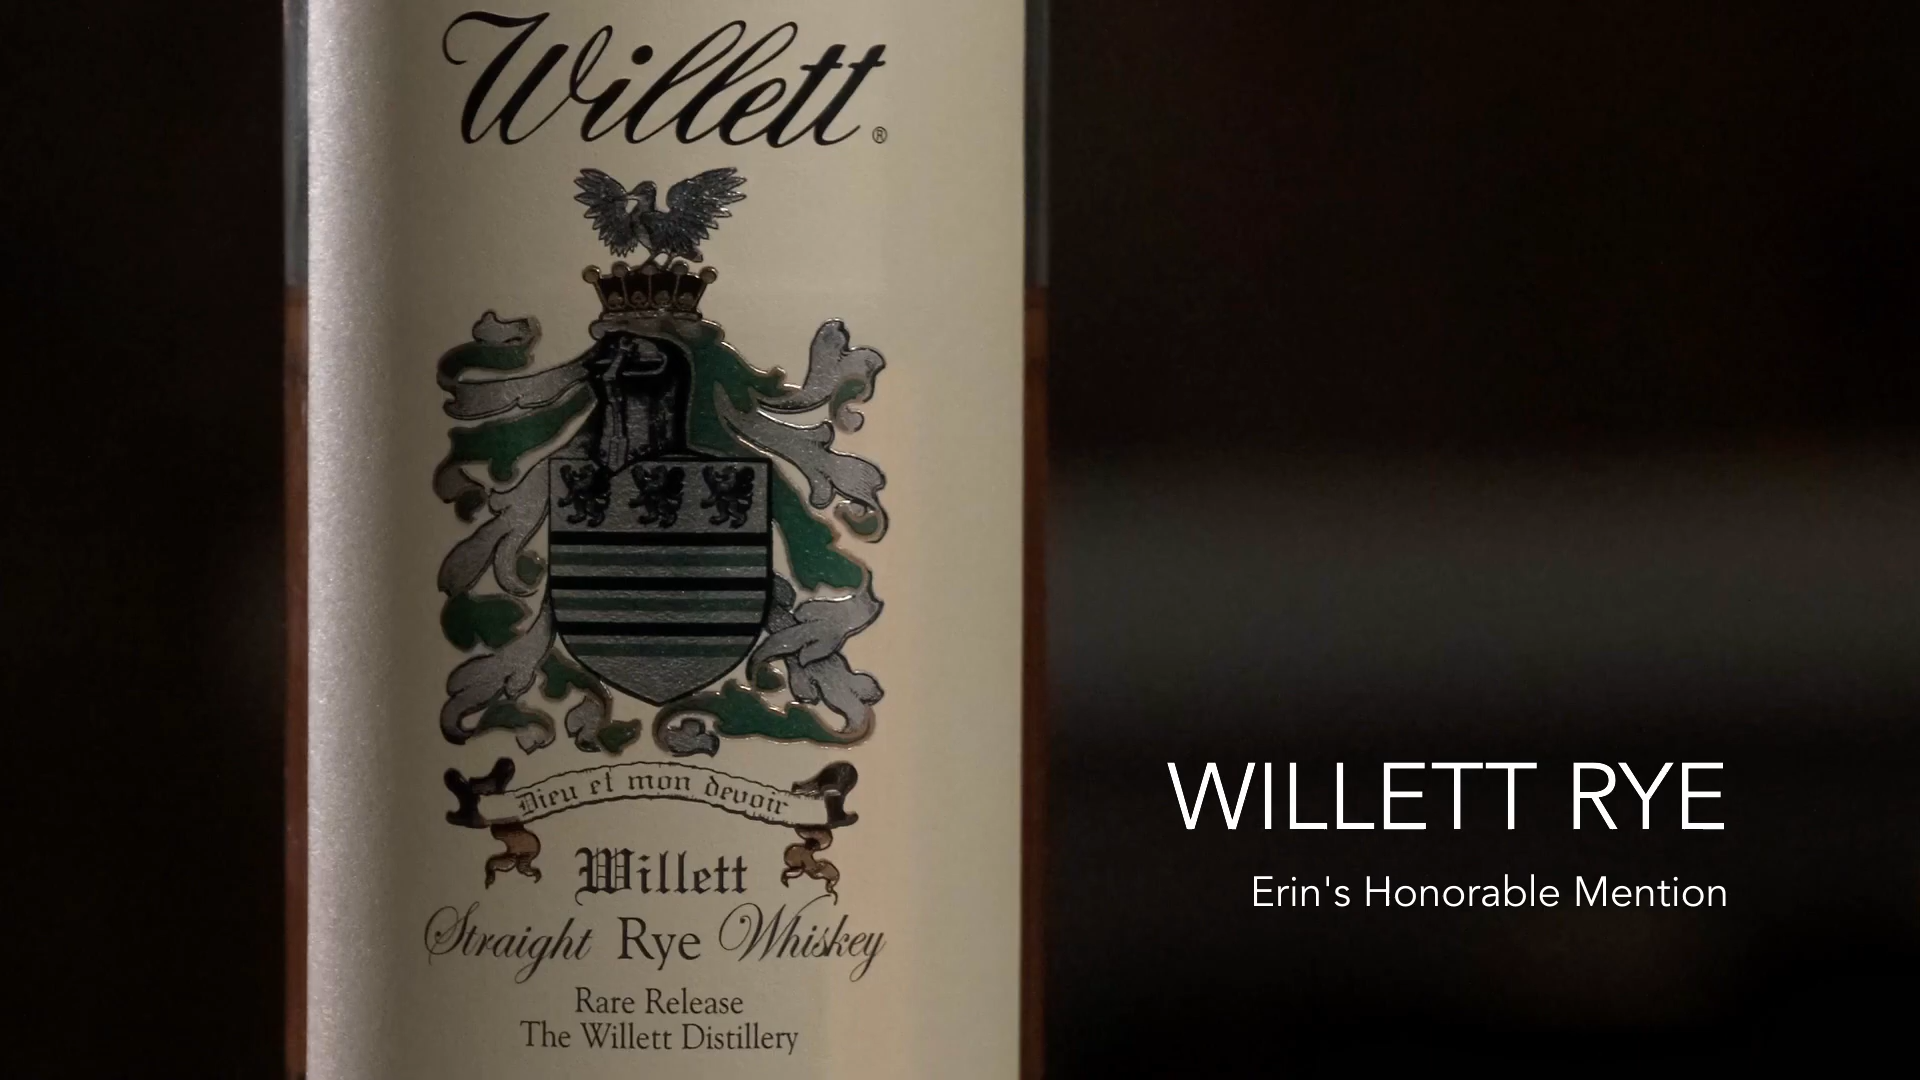 Willett®
Dieu et mon devoir
Willett
Straight Rye Whiskey
Rare Release
The Willett Distillery
WILLETT RYE
Erin's Honorable Mention